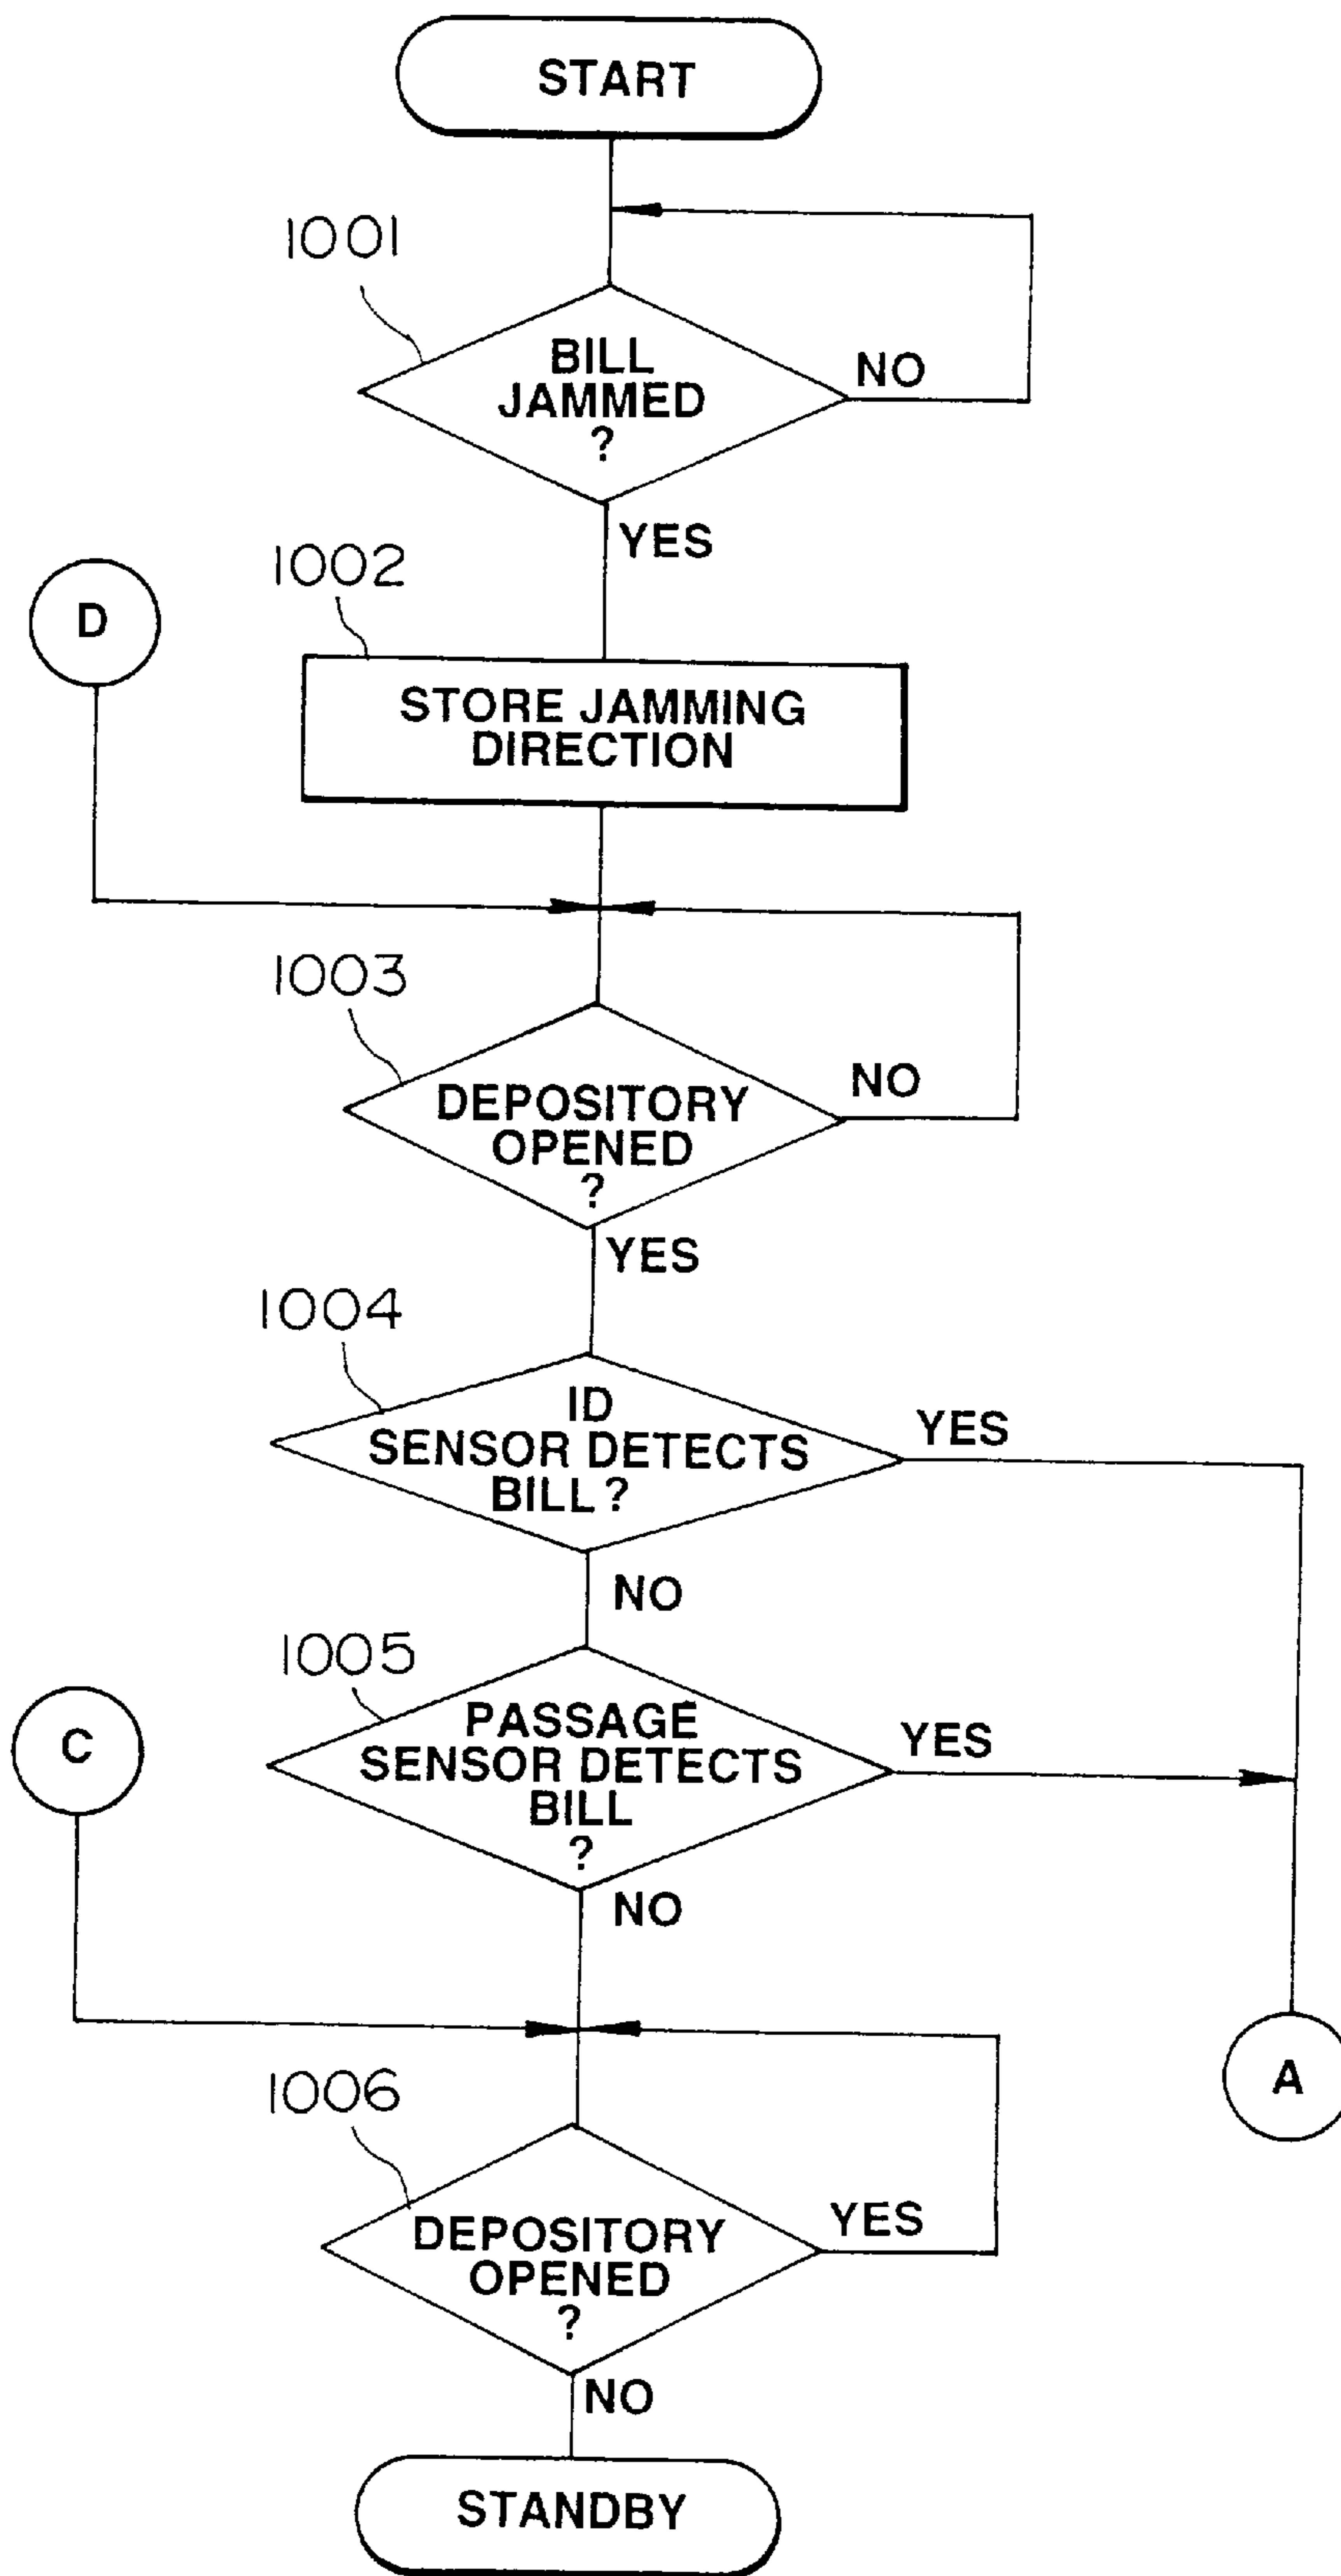 START
1001
BILL
JAMMED
?
NO
YES
1002
D
STORE JAMMING
DIRECTION
1003
DEPOSITORY
OPENED
?
NO
YES
1004
ID
SENSOR DETECTS
BILL?
YES
NO
1005
C
PASSAGE
SENSOR DETECTS
BILL
?
YES
NO
A
1006
DEPOSITORY
OPENED
?
YES
NO
STANDBY